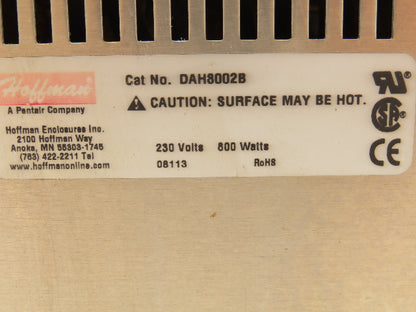 Hoffman
A Pentair Company
Hoffman Enclosures Inc.
2100 Hoffman Way
Anoka, MN 55303-1745
(763) 422-2211 Tel
www.hoffmanonline.com
Cat No. DAH8002B
CAUTION: SURFACE MAY BE HOT.
230 Volts 800 Watts
08113 RoHS
SA
CE